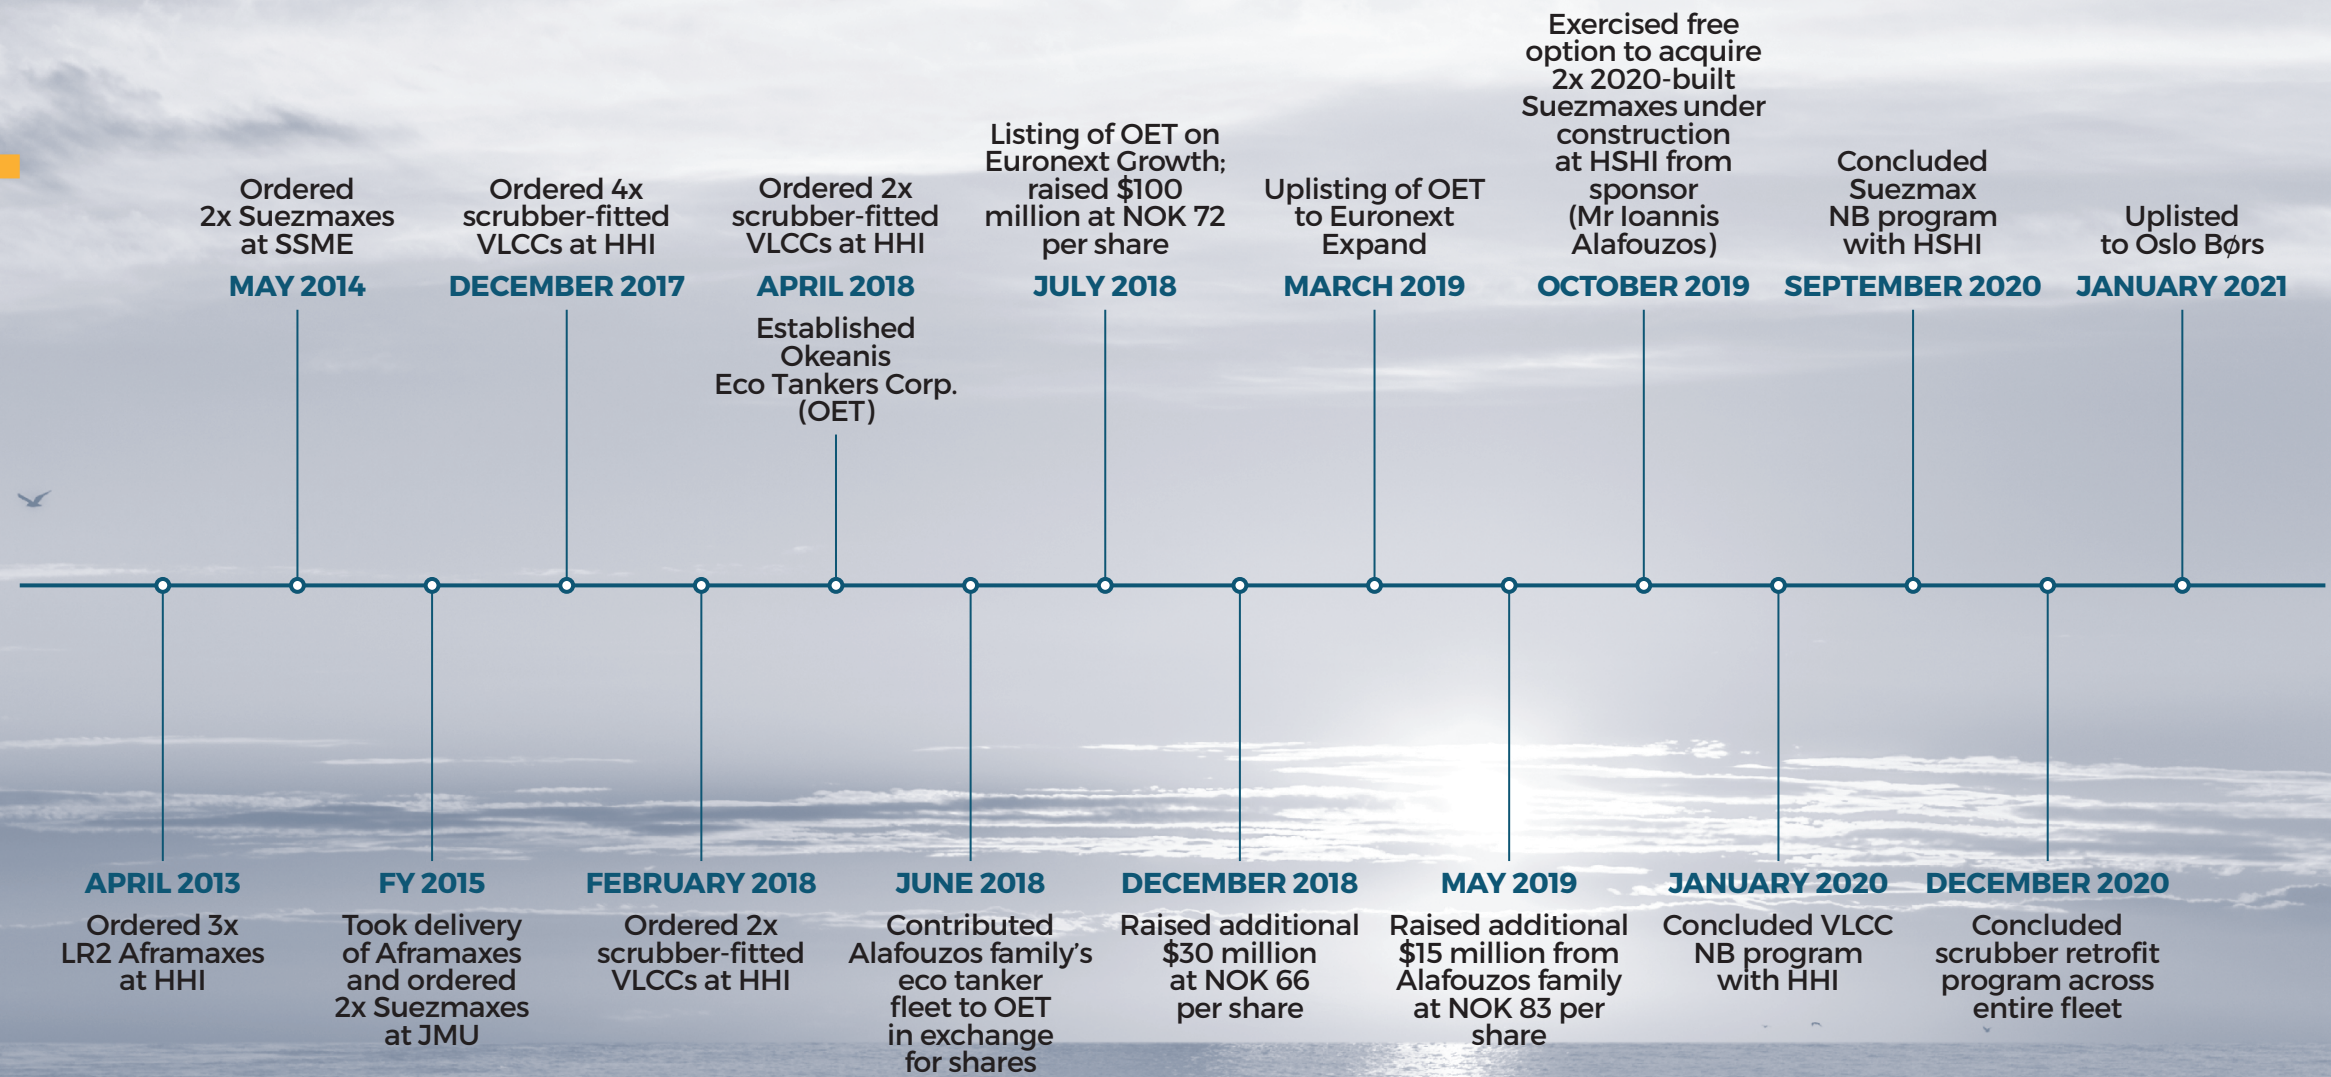 Ordered
2x Suezmaxes
at SSME
MAY 2014
Ordered 4x
scrubber-fitted
VLCCs at HHI
DECEMBER 2017
Ordered 2x
scrubber-fitted
VLCCs at HHI
APRIL 2018
Established
Okeanis
Eco Tankers Corp.
(OET)
Listing of OET on
Euronext Growth;
raised $100
million at NOK 72
per share
JULY 2018
Uplisting of OET
to Euronext
Expand
MARCH 2019
Exercised free
option to acquire
2x 2020-built
Suezmaxes under
construction
at HSHI from
sponsor
(Mr Ioannis
Alafouzos)
OCTOBER 2019
Concluded
Suezmax
NB program
with HSHI
SEPTEMBER 2020
Uplisted
to Oslo Børs
JANUARY 2021
APRIL 2013
Ordered 3x
LR2 Aframaxes
at HHI
FY 2015
Took delivery
of Aframaxes
and ordered
2x Suezmaxes
at JMU
FEBRUARY 2018
Ordered 2x
scrubber-fitted
VLCCs at HHI
JUNE 2018
Contributed
Alafouzos family’s
eco tanker
fleet to OET
in exchange
for shares
DECEMBER 2018
Raised additional
$30 million
at NOK 66
per share
MAY 2019
Raised additional
$15 million from
Alafouzos family
at NOK 83 per
share
JANUARY 2020
Concluded VLCC
NB program
with HHI
DECEMBER 2020
Concluded
scrubber retrofit
program across
entire fleet